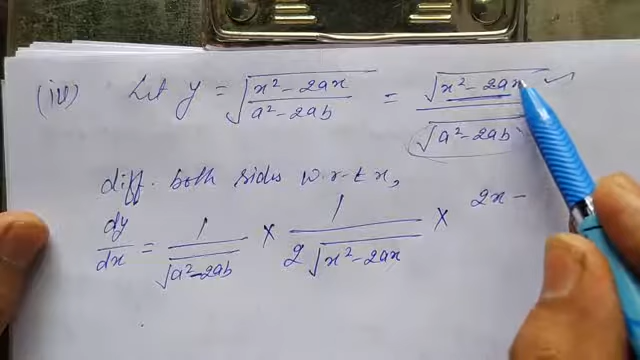 (iv) Let y = √((x² - 2ax)/(a² - 2ab)) = √(x² - 2ax)/√(a² - 2ab)
diff. both sides w.r.t x,
dy/dx = 1/√(a² - 2ab) × 1/(2√(x² - 2ax)) × 2x -